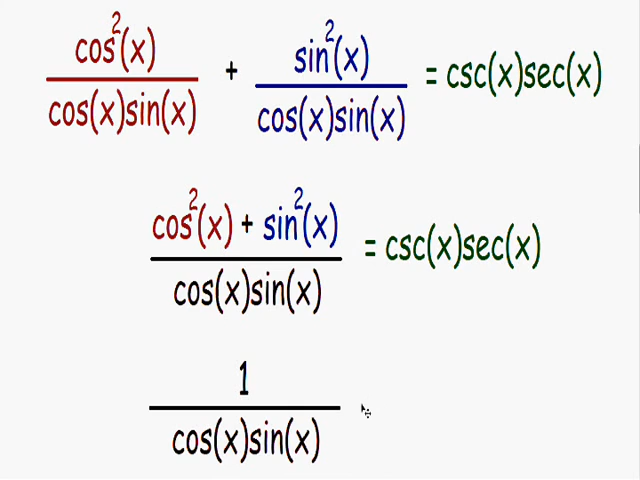 cos²(x) / cos(x)sin(x) + sin²(x) / cos(x)sin(x) = csc(x)sec(x)
cos²(x) + sin²(x) / cos(x)sin(x) = csc(x)sec(x)
1 / cos(x)sin(x)